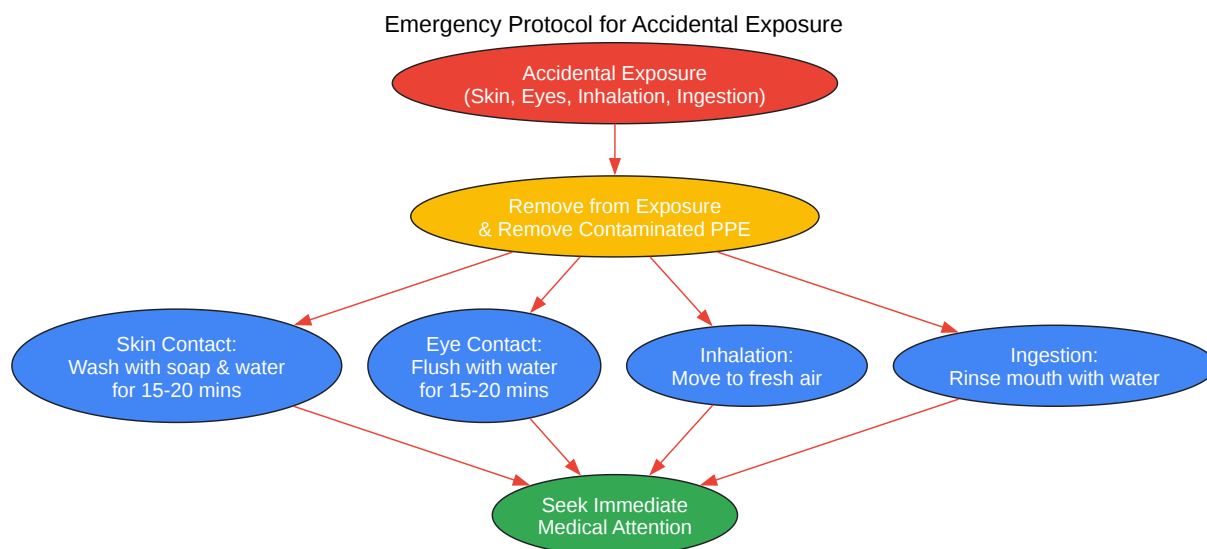 Emergency Protocol for Accidental Exposure
Accidental Exposure
(Skin, Eyes, Inhalation, Ingestion)
Remove from Exposure
& Remove Contaminated PPE
Skin Contact:
Wash with soap & water
for 15-20 mins
Eye Contact:
Flush with water
for 15-20 mins
Inhalation:
Move to fresh air
Ingestion:
Rinse mouth with water
Seek Immediate
Medical Attention